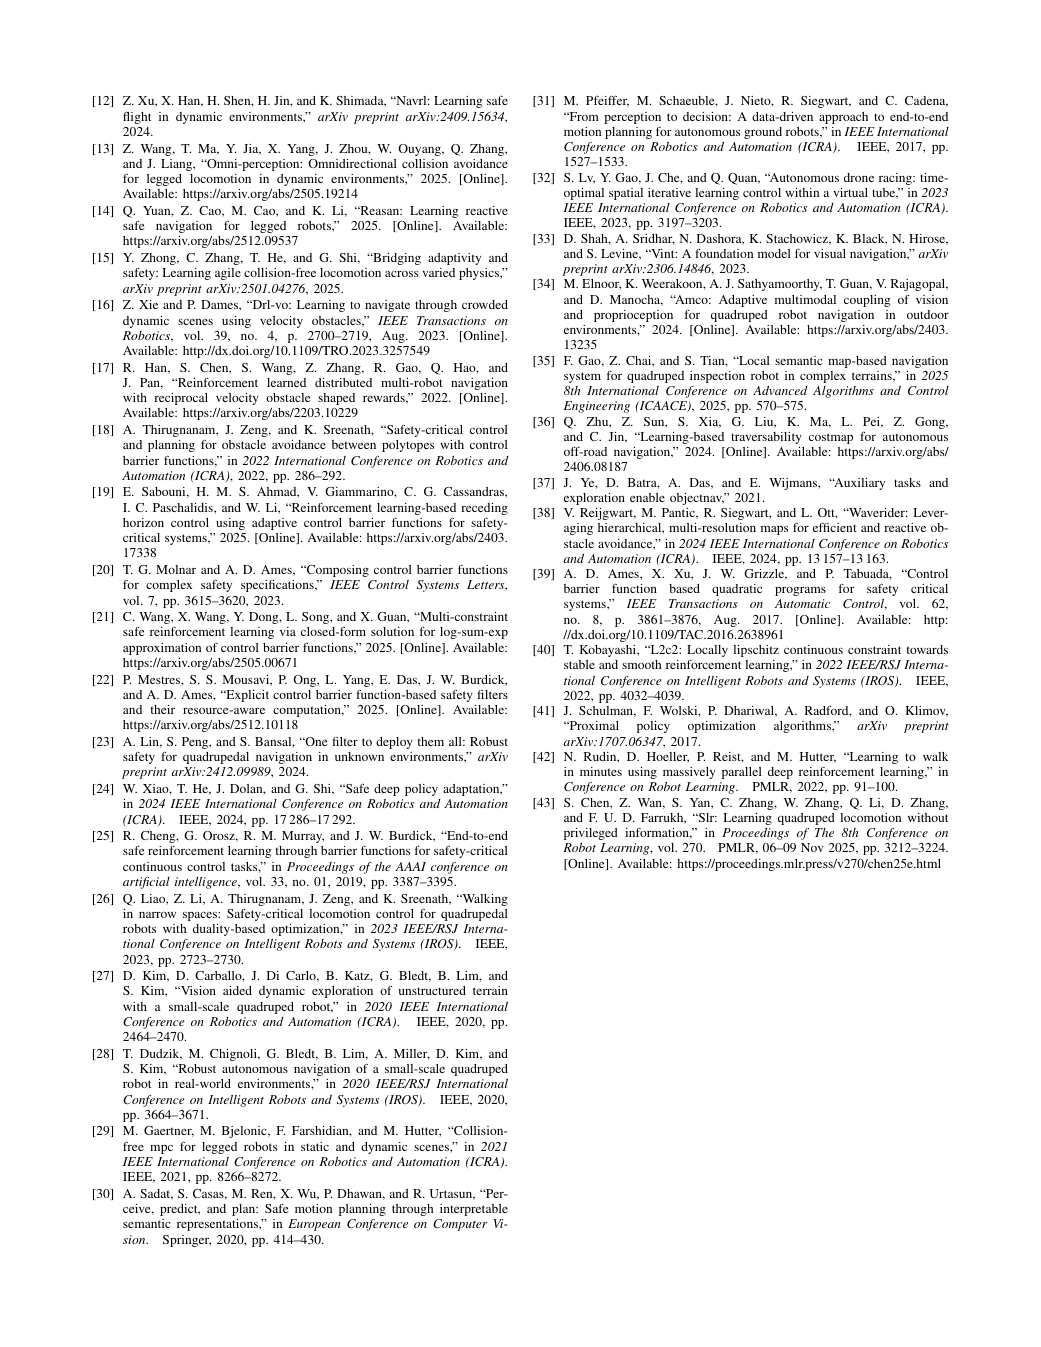 [12] Z. Xu, X. Han, H. Shen, H. Jin, and K. Shimada, “Navrl: Learning safe
flight in dynamic environments,” arXiv preprint arXiv:2409.15634,
2024.
[13] Z. Wang, T. Ma, Y. Jia, X. Yang, J. Zhou, W. Ouyang, Q. Zhang,
and J. Liang, “Omni-perception: Omnidirectional collision avoidance
for legged locomotion in dynamic environments,” 2025. [Online].
Available: https://arxiv.org/abs/2505.19214
[14] Q. Yuan, Z. Cao, M. Cao, and K. Li, “Reasan: Learning reactive
safe navigation for legged robots,” 2025. [Online]. Available:
https://arxiv.org/abs/2512.09537
[15] Y. Zhong, C. Zhang, T. He, and G. Shi, “Bridging adaptivity and
safety: Learning agile collision-free locomotion across varied physics,”
arXiv preprint arXiv:2501.04276, 2025.
[16] Z. Xie and P. Dames, “Drl-vo: Learning to navigate through crowded
dynamic scenes using velocity obstacles,” IEEE Transactions on
Robotics, vol. 39, no. 4, p. 2700–2719, Aug. 2023. [Online].
Available: http://dx.doi.org/10.1109/TRO.2023.3257549
[17] R. Han, S. Chen, S. Wang, Z. Zhang, R. Gao, Q. Hao, and
J. Pan, “Reinforcement learned distributed multi-robot navigation
with reciprocal velocity obstacle shaped rewards,” 2022. [Online].
Available: https://arxiv.org/abs/2203.10229
[18] A. Thirugnanam, J. Zeng, and K. Sreenath, “Safety-critical control
and planning for obstacle avoidance between polytopes with control
barrier functions,” in 2022 International Conference on Robotics and
Automation (ICRA), 2022, pp. 286–292.
[19] E. Sabouni, H. M. S. Ahmad, V. Giammarino, C. G. Cassandras,
I. C. Paschalidis, and W. Li, “Reinforcement learning-based receding
horizon control using adaptive control barrier functions for safety-
critical systems,” 2025. [Online]. Available: https://arxiv.org/abs/2403.
17338
[20] T. G. Molnar and A. D. Ames, “Composing control barrier functions
for complex safety specifications,” IEEE Control Systems Letters,
vol. 7, pp. 3615–3620, 2023.
[21] C. Wang, X. Wang, Y. Dong, L. Song, and X. Guan, “Multi-constraint
safe reinforcement learning via closed-form solution for log-sum-exp
approximation of control barrier functions,” 2025. [Online]. Available:
https://arxiv.org/abs/2505.00671
[22] P. Mestres, S. S. Mousavi, P. Ong, L. Yang, E. Das, J. W. Burdick,
and A. D. Ames, “Explicit control barrier function-based safety filters
and their resource-aware computation,” 2025. [Online]. Available:
https://arxiv.org/abs/2512.10118
[23] A. Lin, S. Peng, and S. Bansal, “One filter to deploy them all: Robust
safety for quadrupedal navigation in unknown environments,” arXiv
preprint arXiv:2412.09989, 2024.
[24] W. Xiao, T. He, J. Dolan, and G. Shi, “Safe deep policy adaptation,”
in 2024 IEEE International Conference on Robotics and Automation
(ICRA). IEEE, 2024, pp. 17 286–17 292.
[25] R. Cheng, G. Orosz, R. M. Murray, and J. W. Burdick, “End-to-end
safe reinforcement learning through barrier functions for safety-critical
continuous control tasks,” in Proceedings of the AAAI conference on
artificial intelligence, vol. 33, no. 01, 2019, pp. 3387–3395.
[26] Q. Liao, Z. Li, A. Thirugnanam, J. Zeng, and K. Sreenath, “Walking
in narrow spaces: Safety-critical locomotion control for quadrupedal
robots with duality-based optimization,” in 2023 IEEE/RSJ Interna-
tional Conference on Intelligent Robots and Systems (IROS). IEEE,
2023, pp. 2723–2730.
[27] D. Kim, D. Carballo, J. Di Carlo, B. Katz, G. Bledt, B. Lim, and
S. Kim, “Vision aided dynamic exploration of unstructured terrain
with a small-scale quadruped robot,” in 2020 IEEE International
Conference on Robotics and Automation (ICRA). IEEE, 2020, pp.
2464–2470.
[28] T. Dudzik, M. Chignoli, G. Bledt, B. Lim, A. Miller, D. Kim, and
S. Kim, “Robust autonomous navigation of a small-scale quadruped
robot in real-world environments,” in 2020 IEEE/RSJ International
Conference on Intelligent Robots and Systems (IROS). IEEE, 2020,
pp. 3664–3671.
[29] M. Gaertner, M. Bjelonic, F. Farshidian, and M. Hutter, “Collision-
free mpc for legged robots in static and dynamic scenes,” in 2021
IEEE International Conference on Robotics and Automation (ICRA).
IEEE, 2021, pp. 8266–8272.
[30] A. Sadat, S. Casas, M. Ren, X. Wu, P. Dhawan, and R. Urtasun, “Per-
ceive, predict, and plan: Safe motion planning through interpretable
semantic representations,” in European Conference on Computer Vi-
sion. Springer, 2020, pp. 414–430.
[31] M. Pfeiffer, M. Schaeuble, J. Nieto, R. Siegwart, and C. Cadena,
“From perception to decision: A data-driven approach to end-to-end
motion planning for autonomous ground robots,” in IEEE International
Conference on Robotics and Automation (ICRA). IEEE, 2017, pp.
1527–1533.
[32] S. Lv, Y. Gao, J. Che, and Q. Quan, “Autonomous drone racing: time-
optimal spatial iterative learning control within a virtual tube,” in 2023
IEEE International Conference on Robotics and Automation (ICRA).
IEEE, 2023, pp. 3197–3203.
[33] D. Shah, A. Sridhar, N. Dashora, K. Stachowicz, K. Black, N. Hirose,
and S. Levine, “Vint: A foundation model for visual navigation,” arXiv
preprint arXiv:2306.14846, 2023.
[34] M. Elnoor, K. Weerakoon, A. J. Sathyamoorthy, T. Guan, V. Rajagopal,
and D. Manocha, “Amco: Adaptive multimodal coupling of vision
and proprioception for quadruped robot navigation in outdoor
environments,” 2024. [Online]. Available: https://arxiv.org/abs/2403.
13235
[35] F. Gao, Z. Chai, and S. Tian, “Local semantic map-based navigation
system for quadruped inspection robot in complex terrains,” in 2025
8th International Conference on Advanced Algorithms and Control
Engineering (ICAACE), 2025, pp. 570–575.
[36] Q. Zhu, Z. Sun, S. Xia, G. Liu, K. Ma, L. Pei, Z. Gong,
and C. Jin, “Learning-based traversability costmap for autonomous
off-road navigation,” 2024. [Online]. Available: https://arxiv.org/abs/
2406.08187
[37] J. Ye, D. Batra, A. Das, and E. Wijmans, “Auxiliary tasks and
exploration enable objectnav,” 2021.
[38] V. Reijgwart, M. Pantic, R. Siegwart, and L. Ott, “Waverider: Lever-
aging hierarchical, multi-resolution maps for efficient and reactive ob-
stacle avoidance,” in 2024 IEEE International Conference on Robotics
and Automation (ICRA). IEEE, 2024, pp. 13 157–13 163.
[39] A. D. Ames, X. Xu, J. W. Grizzle, and P. Tabuada, “Control
barrier function based quadratic programs for safety critical
systems,” IEEE Transactions on Automatic Control, vol. 62,
no. 8, p. 3861–3876, Aug. 2017. [Online]. Available: http:
//dx.doi.org/10.1109/TAC.2016.2638961
[40] T. Kobayashi, “L2c2: Locally lipschitz continuous constraint towards
stable and smooth reinforcement learning,” in 2022 IEEE/RSJ Interna-
tional Conference on Intelligent Robots and Systems (IROS). IEEE,
2022, pp. 4032–4039.
[41] J. Schulman, F. Wolski, P. Dhariwal, A. Radford, and O. Klimov,
“Proximal policy optimization algorithms,” arXiv preprint
arXiv:1707.06347, 2017.
[42] N. Rudin, D. Hoeller, P. Reist, and M. Hutter, “Learning to walk
in minutes using massively parallel deep reinforcement learning,” in
Conference on Robot Learning. PMLR, 2022, pp. 91–100.
[43] S. Chen, Z. Wan, S. Yan, C. Zhang, W. Zhang, Q. Li, D. Zhang,
and F. U. D. Farrukh, “Slr: Learning quadruped locomotion without
privileged information,” in Proceedings of The 8th Conference on
Robot Learning, vol. 270. PMLR, 06–09 Nov 2025, pp. 3212–3224.
[Online]. Available: https://proceedings.mlr.press/v270/chen25e.html